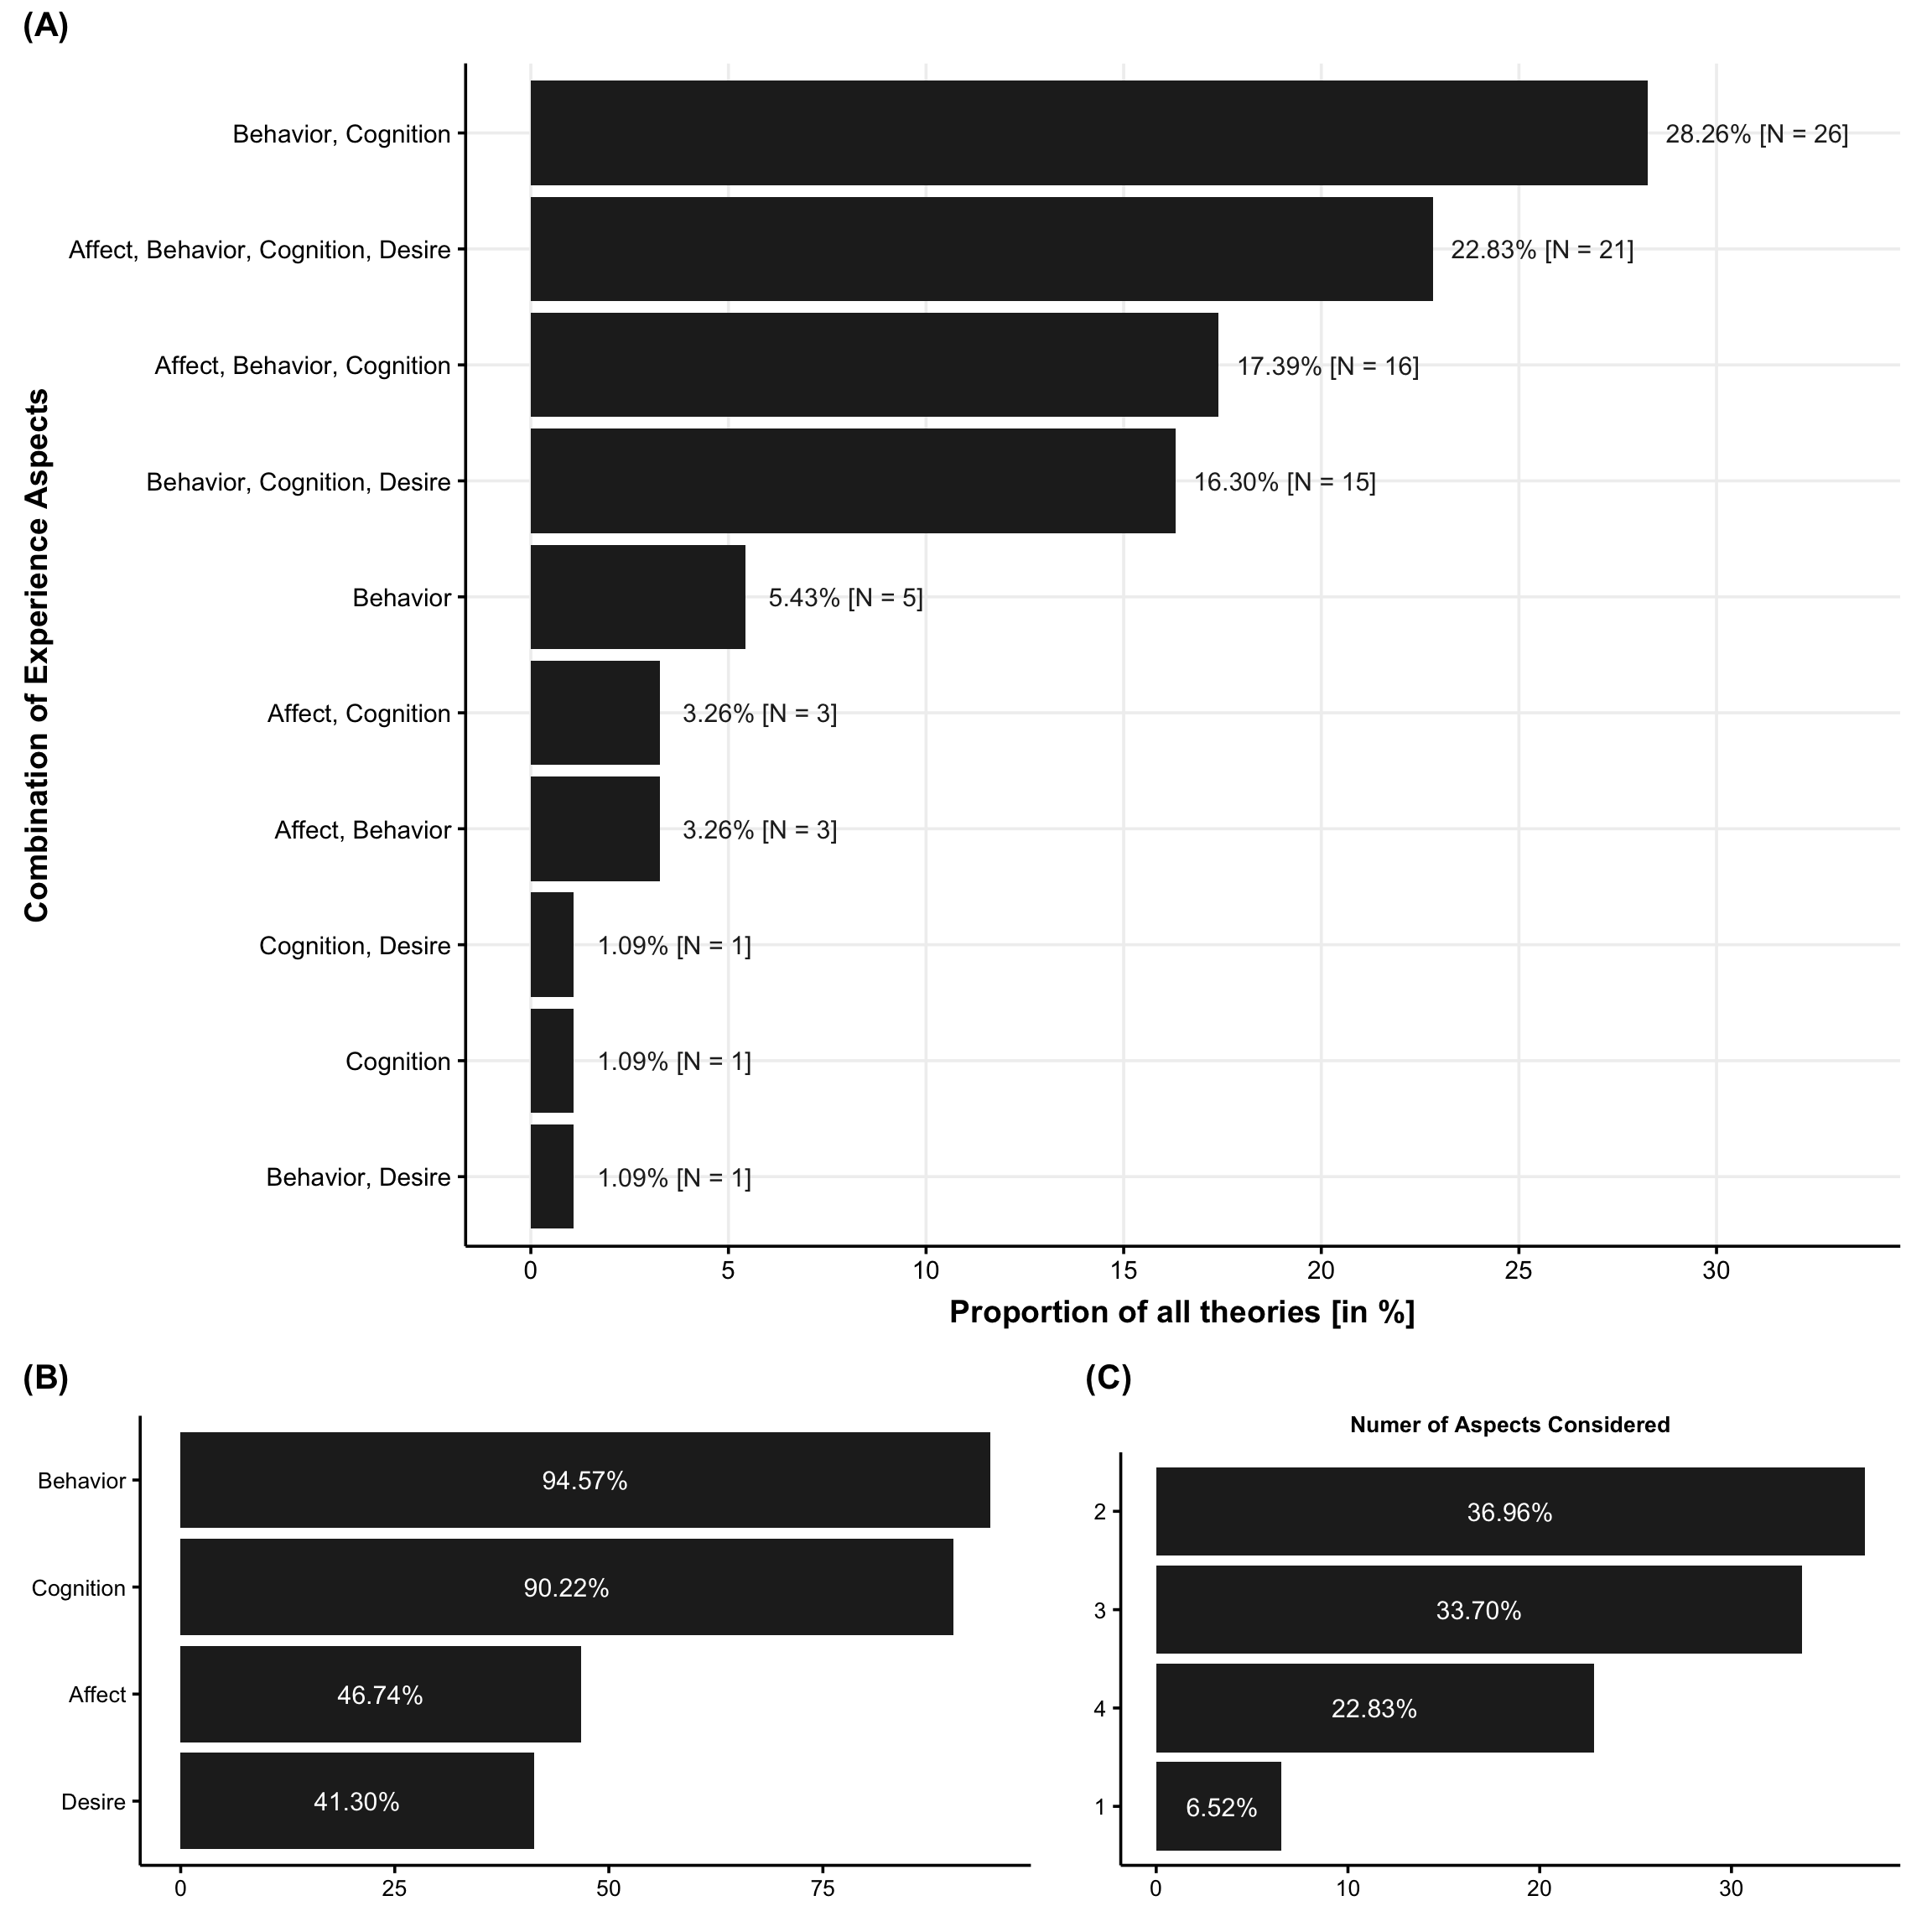 (A)
Combination of Experience Aspects
Behavior, Cognition
28.26% [N = 26]
Affect, Behavior, Cognition, Desire
22.83% [N = 21]
Affect, Behavior, Cognition
17.39% [N = 16]
Behavior, Cognition, Desire
16.30% [N = 15]
Behavior
5.43% [N = 5]
Affect, Cognition
3.26% [N = 3]
Affect, Behavior
3.26% [N = 3]
Cognition, Desire
1.09% [N = 1]
Cognition
1.09% [N = 1]
Behavior, Desire
1.09% [N = 1]
0 5 10 15 20 25 30
Proportion of all theories [in %]
(B)
Behavior
94.57%
Cognition
90.22%
Affect
46.74%
Desire
41.30%
0 25 50 75
(C)
Numer of Aspects Considered
2
36.96%
3
33.70%
4
22.83%
1
6.52%
0 10 20 30